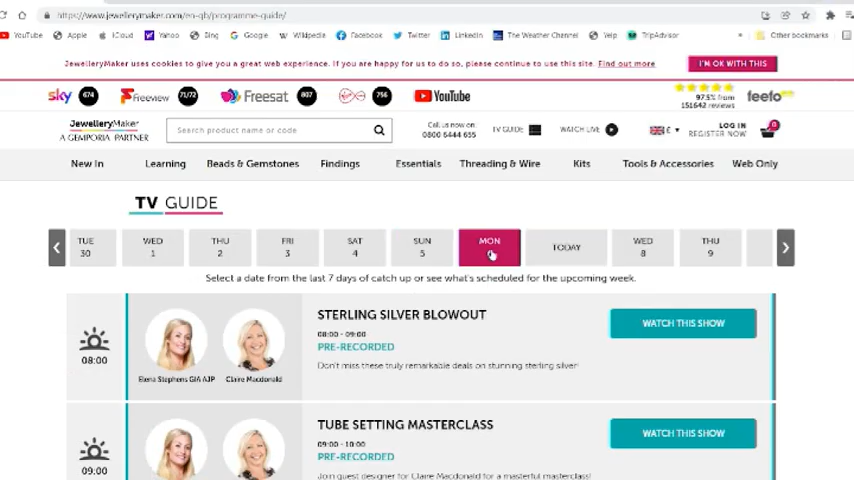 https://www.jewellerymaker.com/en-gb/programme-guide/
YouTube Apple iCloud Yahoo Bing Google Wikipedia Facebook Twitter LinkedIn The Weather Channel Yelp TripAdvisor » Other bookmarks
JewelleryMaker uses cookies to give you a great web experience. If you are happy for us to do so, please continue to use this site. Find out more
I'M OK WITH THIS
sky 674 Freeview 71/72 Freesat 807 756 YouTube
97.5% from
151642 reviews
feefo
JewelleryMaker
A GEMPORIA PARTNER
Search product name or code
Call us now on
0800 6444 655
TV GUIDE
WATCH LIVE
£
LOG IN
REGISTER NOW
0
New In Learning Beads & Gemstones Findings Essentials Threading & Wire Kits Tools & Accessories Web Only
TV GUIDE
TUE WED THU FRI SAT SUN MON TODAY WED THU
30 1 2 3 4 5 8 9
Select a date from the last 7 days of catch up or see what's scheduled for the upcoming week.
08:00
Elena Stephens GIA AJP
Claire Macdonald
STERLING SILVER BLOWOUT
08:00 - 09:00
PRE-RECORDED
Don't miss these truly remarkable deals on stunning sterling silver!
WATCH THIS SHOW
09:00
TUBE SETTING MASTERCLASS
09:00 - 10:00
PRE-RECORDED
Join guest designer for Claire Macdonald for a masterful masterclass!
WATCH THIS SHOW